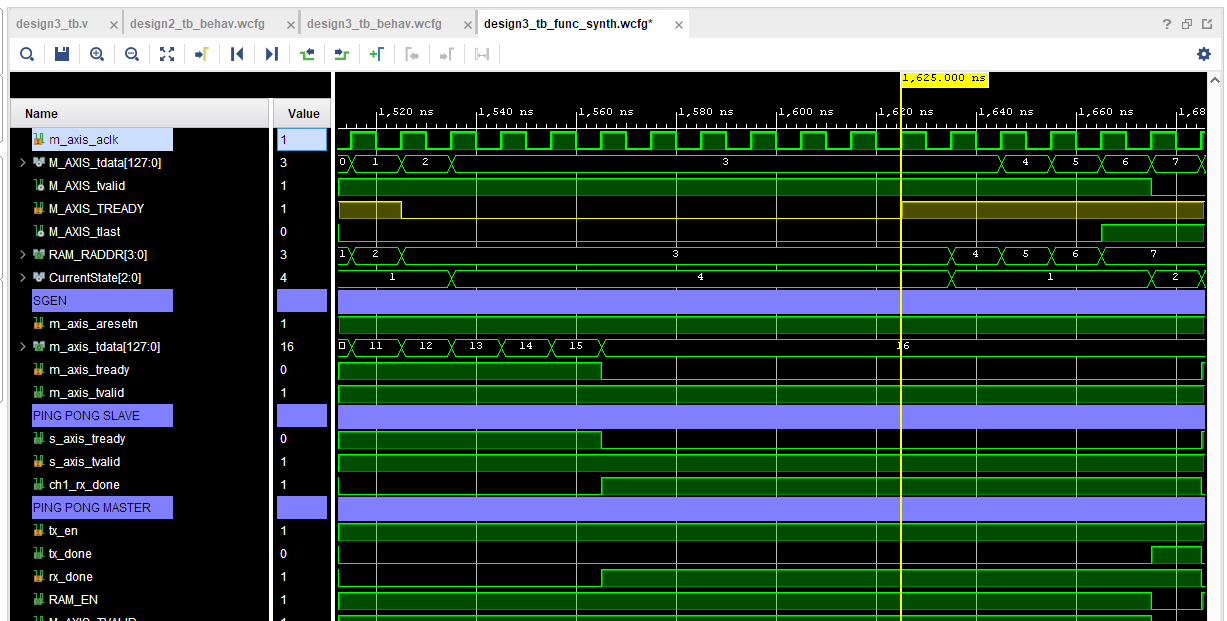 design3_tb.v × design2_tb_behav.wcfg × design3_tb_behav.wcfg × design3_tb_func_synth.wcfg* × ?
1,625.000 ns
Name Value 1,520 ns 1,540 ns 1,560 ns 1,580 ns 1,600 ns 1,620 ns 1,640 ns 1,660 ns 1,68
m_axis_aclk 1
M_AXIS_tdata[127:0] 3 0 1 2 3 4 5 6 7
M_AXIS_tvalid 1
M_AXIS_TREADY 1
M_AXIS_tlast 0
RAM_RADDR[3:0] 3 1 2 3 4 5 6 7
CurrentState[2:0] 4 1 4 1 2
SGEN
m_axis_aresetn 1
m_axis_tdata[127:0] 16 11 12 13 14 15 16
m_axis_tready 0
m_axis_tvalid 1
PING PONG SLAVE
s_axis_tready 0
s_axis_tvalid 1
ch1_rx_done 1
PING PONG MASTER
tx_en 1
tx_done 0
rx_done 1
RAM_EN 1